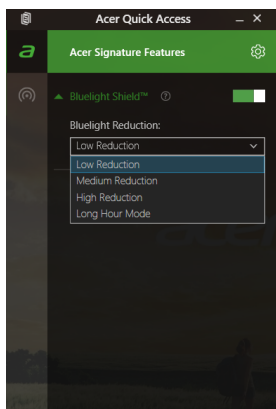 Acer Quick Access
Acer Signature Features
Bluelight Shield™
Bluelight Reduction:
Low Reduction
Low Reduction
Medium Reduction
High Reduction
Long Hour Mode